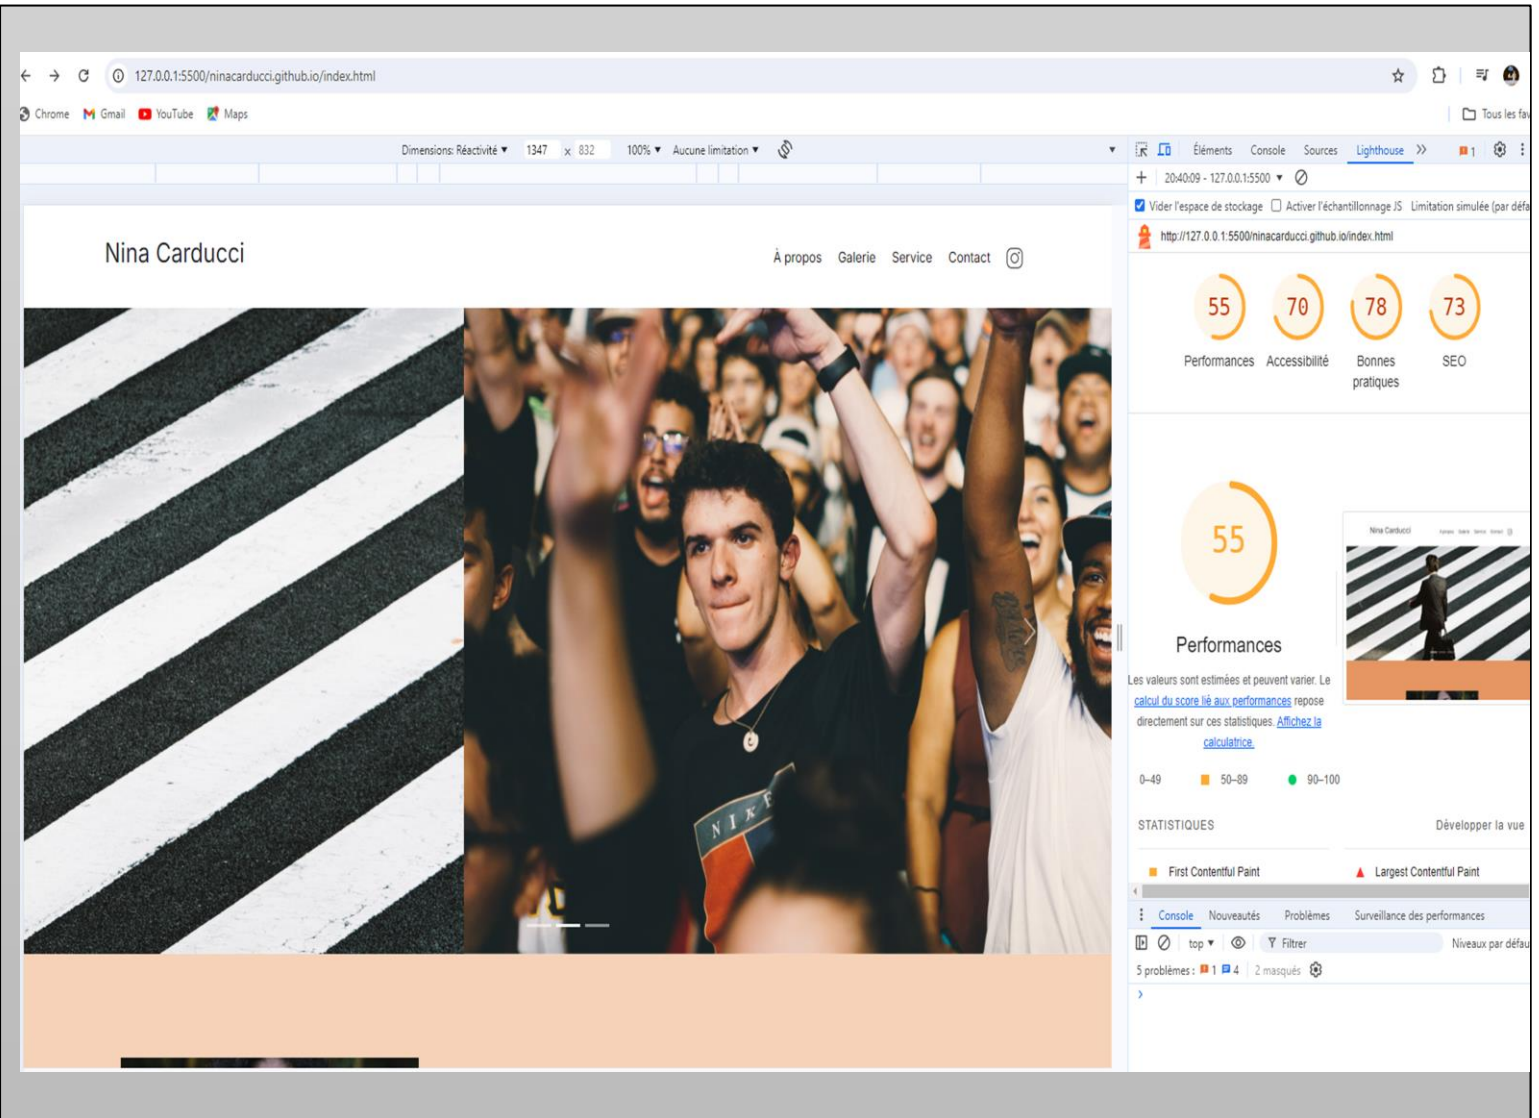 127.0.0.1:5500/ninacarducci.github.io/index.html
Chrome Gmail YouTube Maps Tous les fav
Dimensions: Réactivité ▼ 1347 x 832 100% ▼ Aucune limitation ▼
Éléments Console Sources Lighthouse 1
20:40:09 - 127.0.0.1:5500 ▼
Vider l'espace de stockage Activer l'échantillonnage JS Limitation simulée (par défa
http://127.0.0.1:5500/ninacarducci.github.io/index.html
Nina Carducci
À propos Galerie Service Contact
NIKE
55 70 78 73
Performances Accessibilité Bonnes pratiques SEO
55
Nina Carducci
Performances
Les valeurs sont estimées et peuvent varier. Le
calcul du score lié aux performances repose
directement sur ces statistiques. Affichez la
calculatrice.
0–49 50–89 90–100
STATISTIQUES Développer la vue
First Contentful Paint Largest Contentful Paint
Console Nouveautés Problèmes Surveillance des performances
top ▼ Filtrer Niveaux par défau
5 problèmes : 1 4 2 masqués